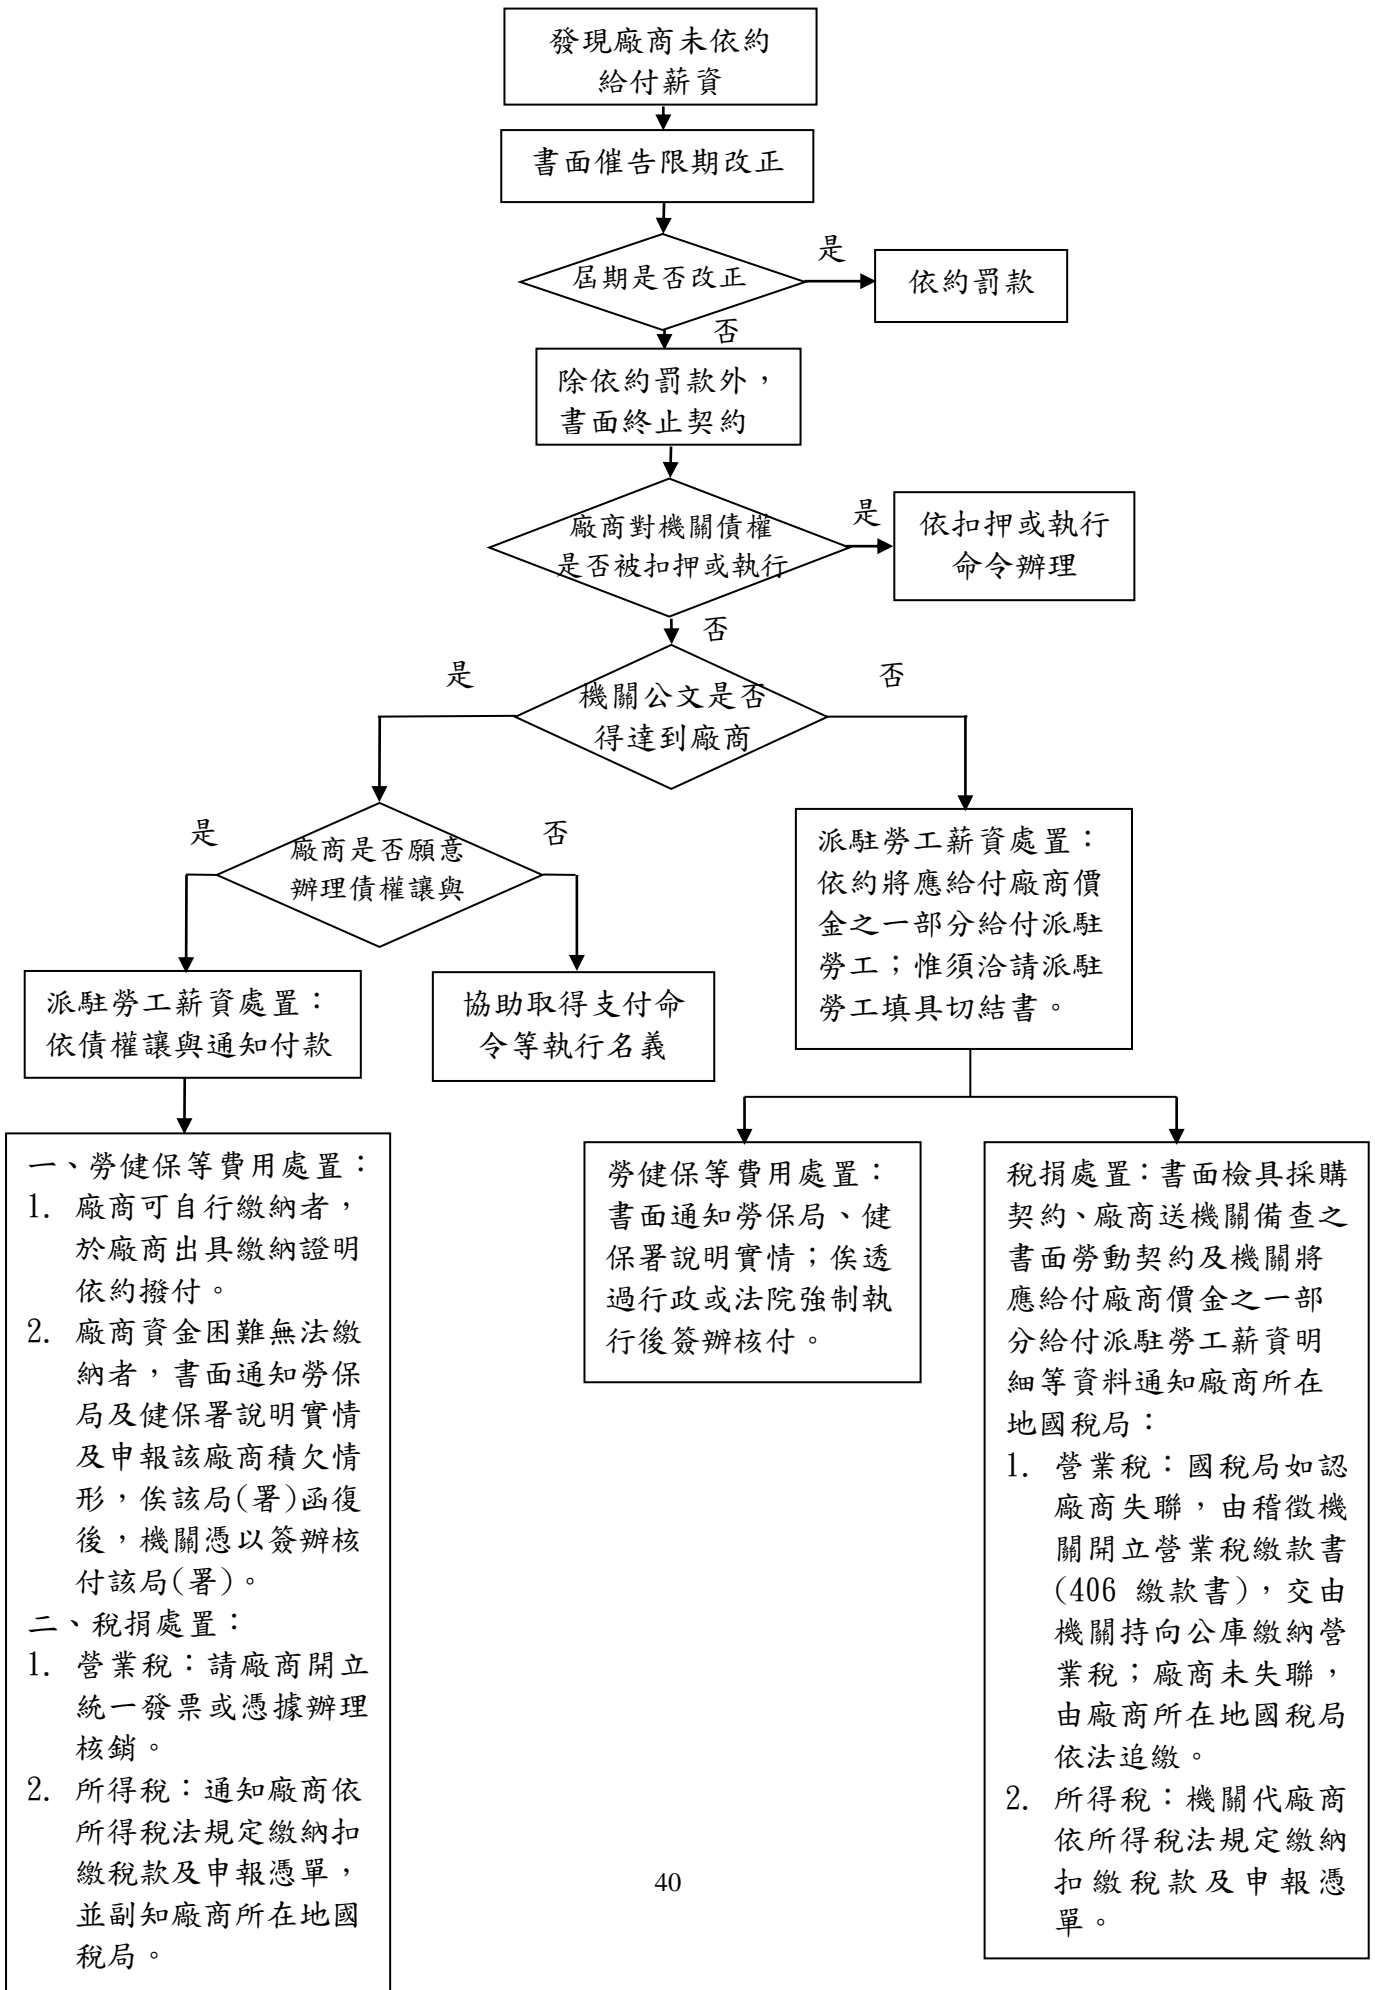 發現廠商未依約
給付薪資
書面催告限期改正
屆期是否改正
是
依約罰款
否
除依約罰款外，
書面終止契約
廠商對機關債權
是否被扣押或執行
是
依扣押或執行
命令辦理
否
機關公文是否
得達到廠商
是
否
廠商是否願意
辦理債權讓與
是
否
派駐勞工薪資處置：
依債權讓與通知付款
協助取得支付命
令等執行名義
派駐勞工薪資處置：
依約將應給付廠商價
金之一部分給付派駐
勞工；惟須洽請派駐
勞工填具切結書。
一、勞健保等費用處置：
1. 廠商可自行繳納者，
於廠商出具繳納證明
依約撥付。
2. 廠商資金困難無法繳
納者，書面通知勞保
局及健保署說明實情
及申報該廠商積欠情
形，俟該局(署)函復
後，機關憑以簽辦核
付該局(署)。
二、稅捐處置：
1. 營業稅：請廠商開立
統一發票或憑據辦理
核銷。
2. 所得稅：通知廠商依
所得稅法規定繳納扣
繳稅款及申報憑單，
並副知廠商所在地國
稅局。
勞健保等費用處置：
書面通知勞保局、健
保署說明實情；俟透
過行政或法院強制執
行後簽辦核付。
稅捐處置：書面檢具採購
契約、廠商送機關備查之
書面勞動契約及機關將
應給付廠商價金之一部
分給付派駐勞工薪資明
細等資料通知廠商所在
地國稅局：
1. 營業稅：國稅局如認
廠商失聯，由稽徵機
關開立營業稅繳款書
(406 繳款書)，交由
機關持向公庫繳納營
業稅；廠商未失聯，
由廠商所在地國稅局
依法追繳。
2. 所得稅：機關代廠商
依所得稅法規定繳納
扣繳稅款及申報憑
單。
40